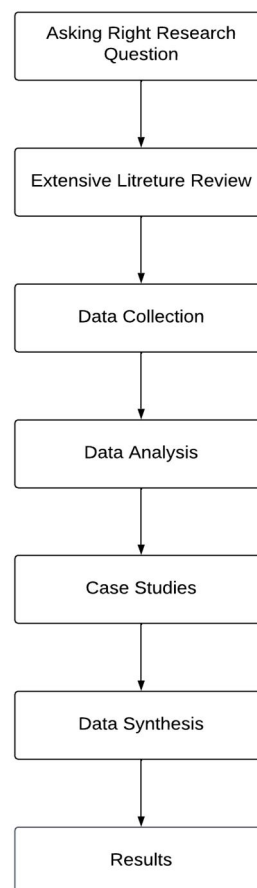 Asking Right Research
Question
Extensive Litreture Review
Data Collection
Data Analysis
Case Studies
Data Synthesis
Results